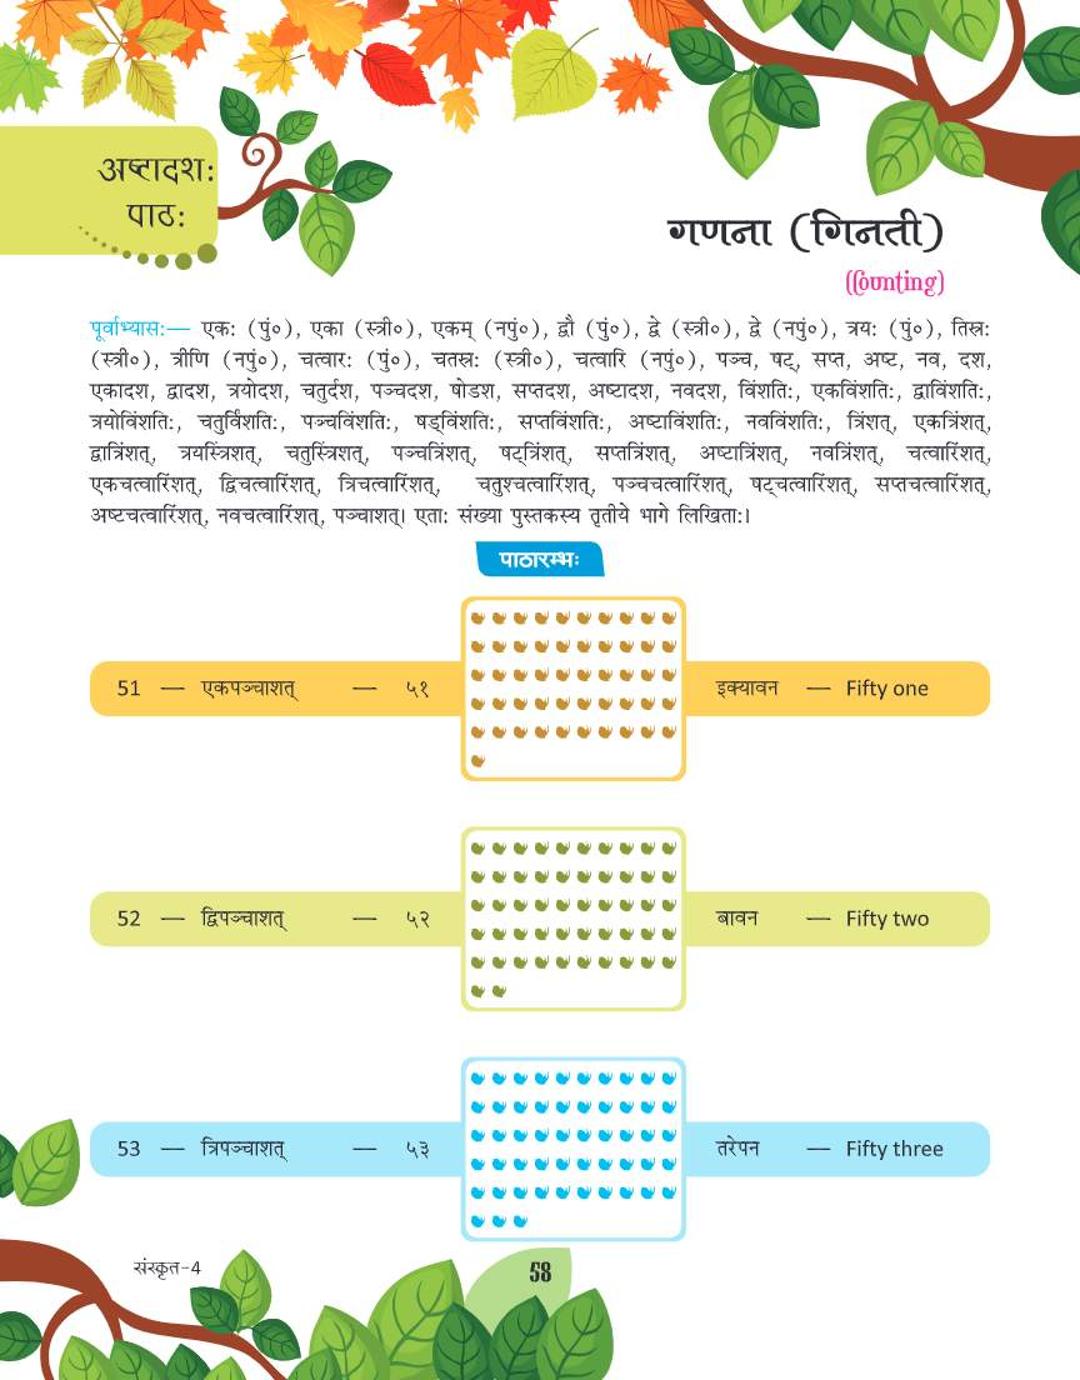 अष्टादशः
पाठः
गणना (गिनती)
(Counting)
पूर्वाभ्यासः— एकः (पुं०), एका (स्त्री०), एकम् (नपुं०), द्वौ (पुं०), द्वे (स्त्री०), द्वे (नपुं०), त्रयः (पुं०), तिस्रः
(स्त्री०), त्रीणि (नपुं०), चत्वारः (पुं०), चतस्रः (स्त्री०), चत्वारि (नपुं०), पञ्च, षट्, सप्त, अष्ट, नव, दश,
एकादश, द्वादश, त्रयोदश, चतुर्दश, पञ्चदश, षोडश, सप्तदश, अष्टादश, नवदश, विंशतिः, एकविंशतिः, द्वाविंशतिः,
त्रयोविंशतिः, चतुर्विंशतिः, पञ्चविंशतिः, षड्विंशतिः, सप्तविंशतिः, अष्टाविंशतिः, नवविंशतिः, त्रिंशत्, एकत्रिंशत्,
द्वात्रिंशत्, त्रयस्त्रिशत्, चतुस्त्रिंशत्, पञ्चत्रिंशत्, षट्त्रिंशत्, सप्तत्रिंशत्, अष्टात्रिंशत्, नवत्रिंशत्, चत्वारिंशत्,
एकचत्वारिंशत्, द्विचत्वारिंशत्, त्रिचत्वारिंशत्, चतुश्चत्वारिंशत्, पञ्चचत्वारिंशत्, षट्चत्वारिंशत्, सप्तचत्वारिंशत्,
अष्टचत्वारिंशत्, नवचत्वारिंशत्, पञ्चाशत्। एताः संख्या पुस्तकस्य तृतीये भागे लिखिताः।
पाठारम्भः
51 — एकपञ्चाशत् — ५१ इक्यावन — Fifty one
52 — द्विपञ्चाशत् — ५२ बावन — Fifty two
53 — त्रिपञ्चाशत् — ५३ तरेपन — Fifty three
संस्कृत-4 58